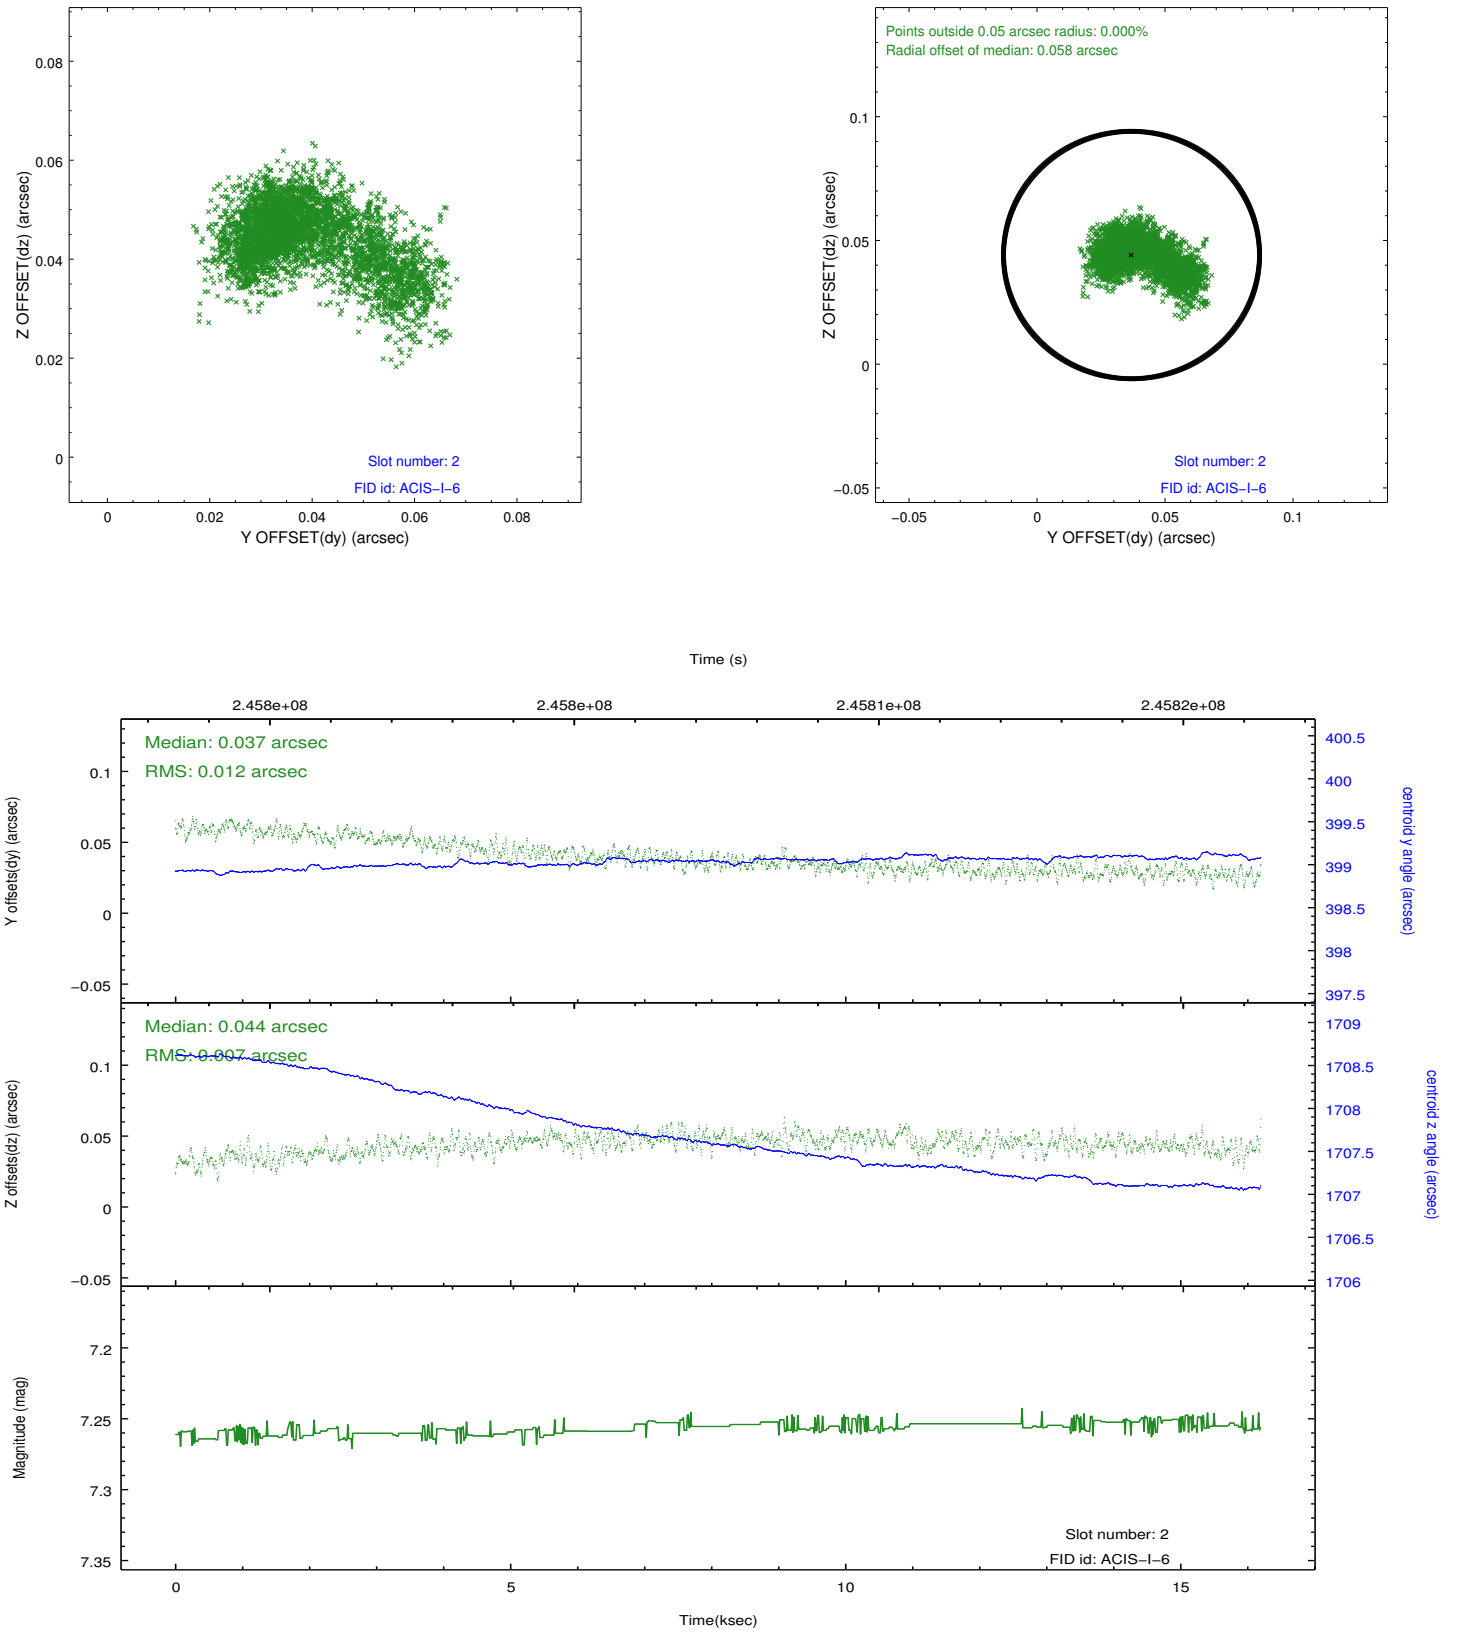 0.08
0.06
0.04
0.02
0
Z OFFSET(dz) (arcsec)
Slot number: 2
FID id: ACIS−I−6
0
0.02
0.04
0.06
0.08
Y OFFSET(dy) (arcsec)
Points outside 0.05 arcsec radius: 0.000%
Radial offset of median: 0.058 arcsec
0.1
0.05
0
−0.05
Z OFFSET(dz) (arcsec)
Slot number: 2
FID id: ACIS−I−6
−0.05
0
0.05
0.1
Y OFFSET(dy) (arcsec)
Time (s)
2.458e+08
2.458e+08
2.4581e+08
2.4582e+08
Median: 0.037 arcsec
RMS: 0.012 arcsec
0.1
0.05
0
−0.05
Y offsets(dy) (arcsec)
400.5
400
399.5
399
398.5
398
397.5
centroid y angle (arcsec)
Median: 0.044 arcsec
RMS: 0.007 arcsec
0.1
0.05
0
−0.05
Z offsets(dz) (arcsec)
1709
1708.5
1708
1707.5
1707
1706.5
1706
centroid z angle (arcsec)
7.2
7.25
7.3
7.35
Magnitude (mag)
Slot number: 2
FID id: ACIS−I−6
0
5
10
15
Time(ksec)